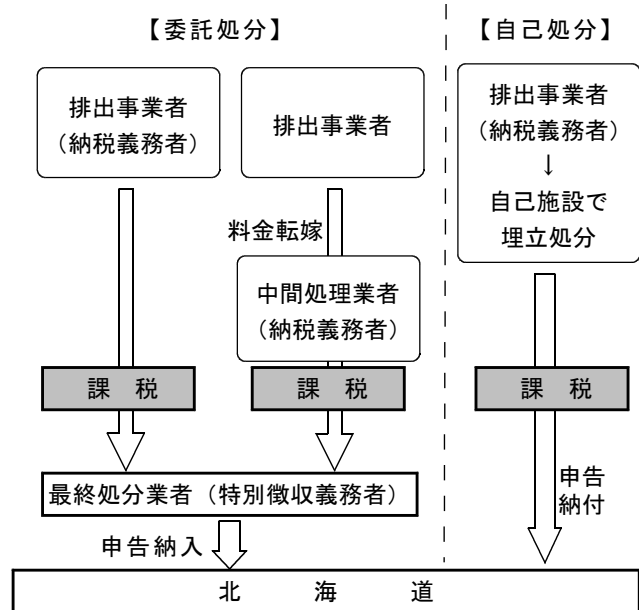 【委託処分】
【自己処分】
排出事業者
（納税義務者）
排出事業者
排出事業者
（納税義務者）
↓
自己施設で
埋立処分
料金転嫁
中間処理業者
（納税義務者）
課　税
課　税
課　税
最終処分業者（特別徴収義務者）
申告
納付
申告納入
北　海　道